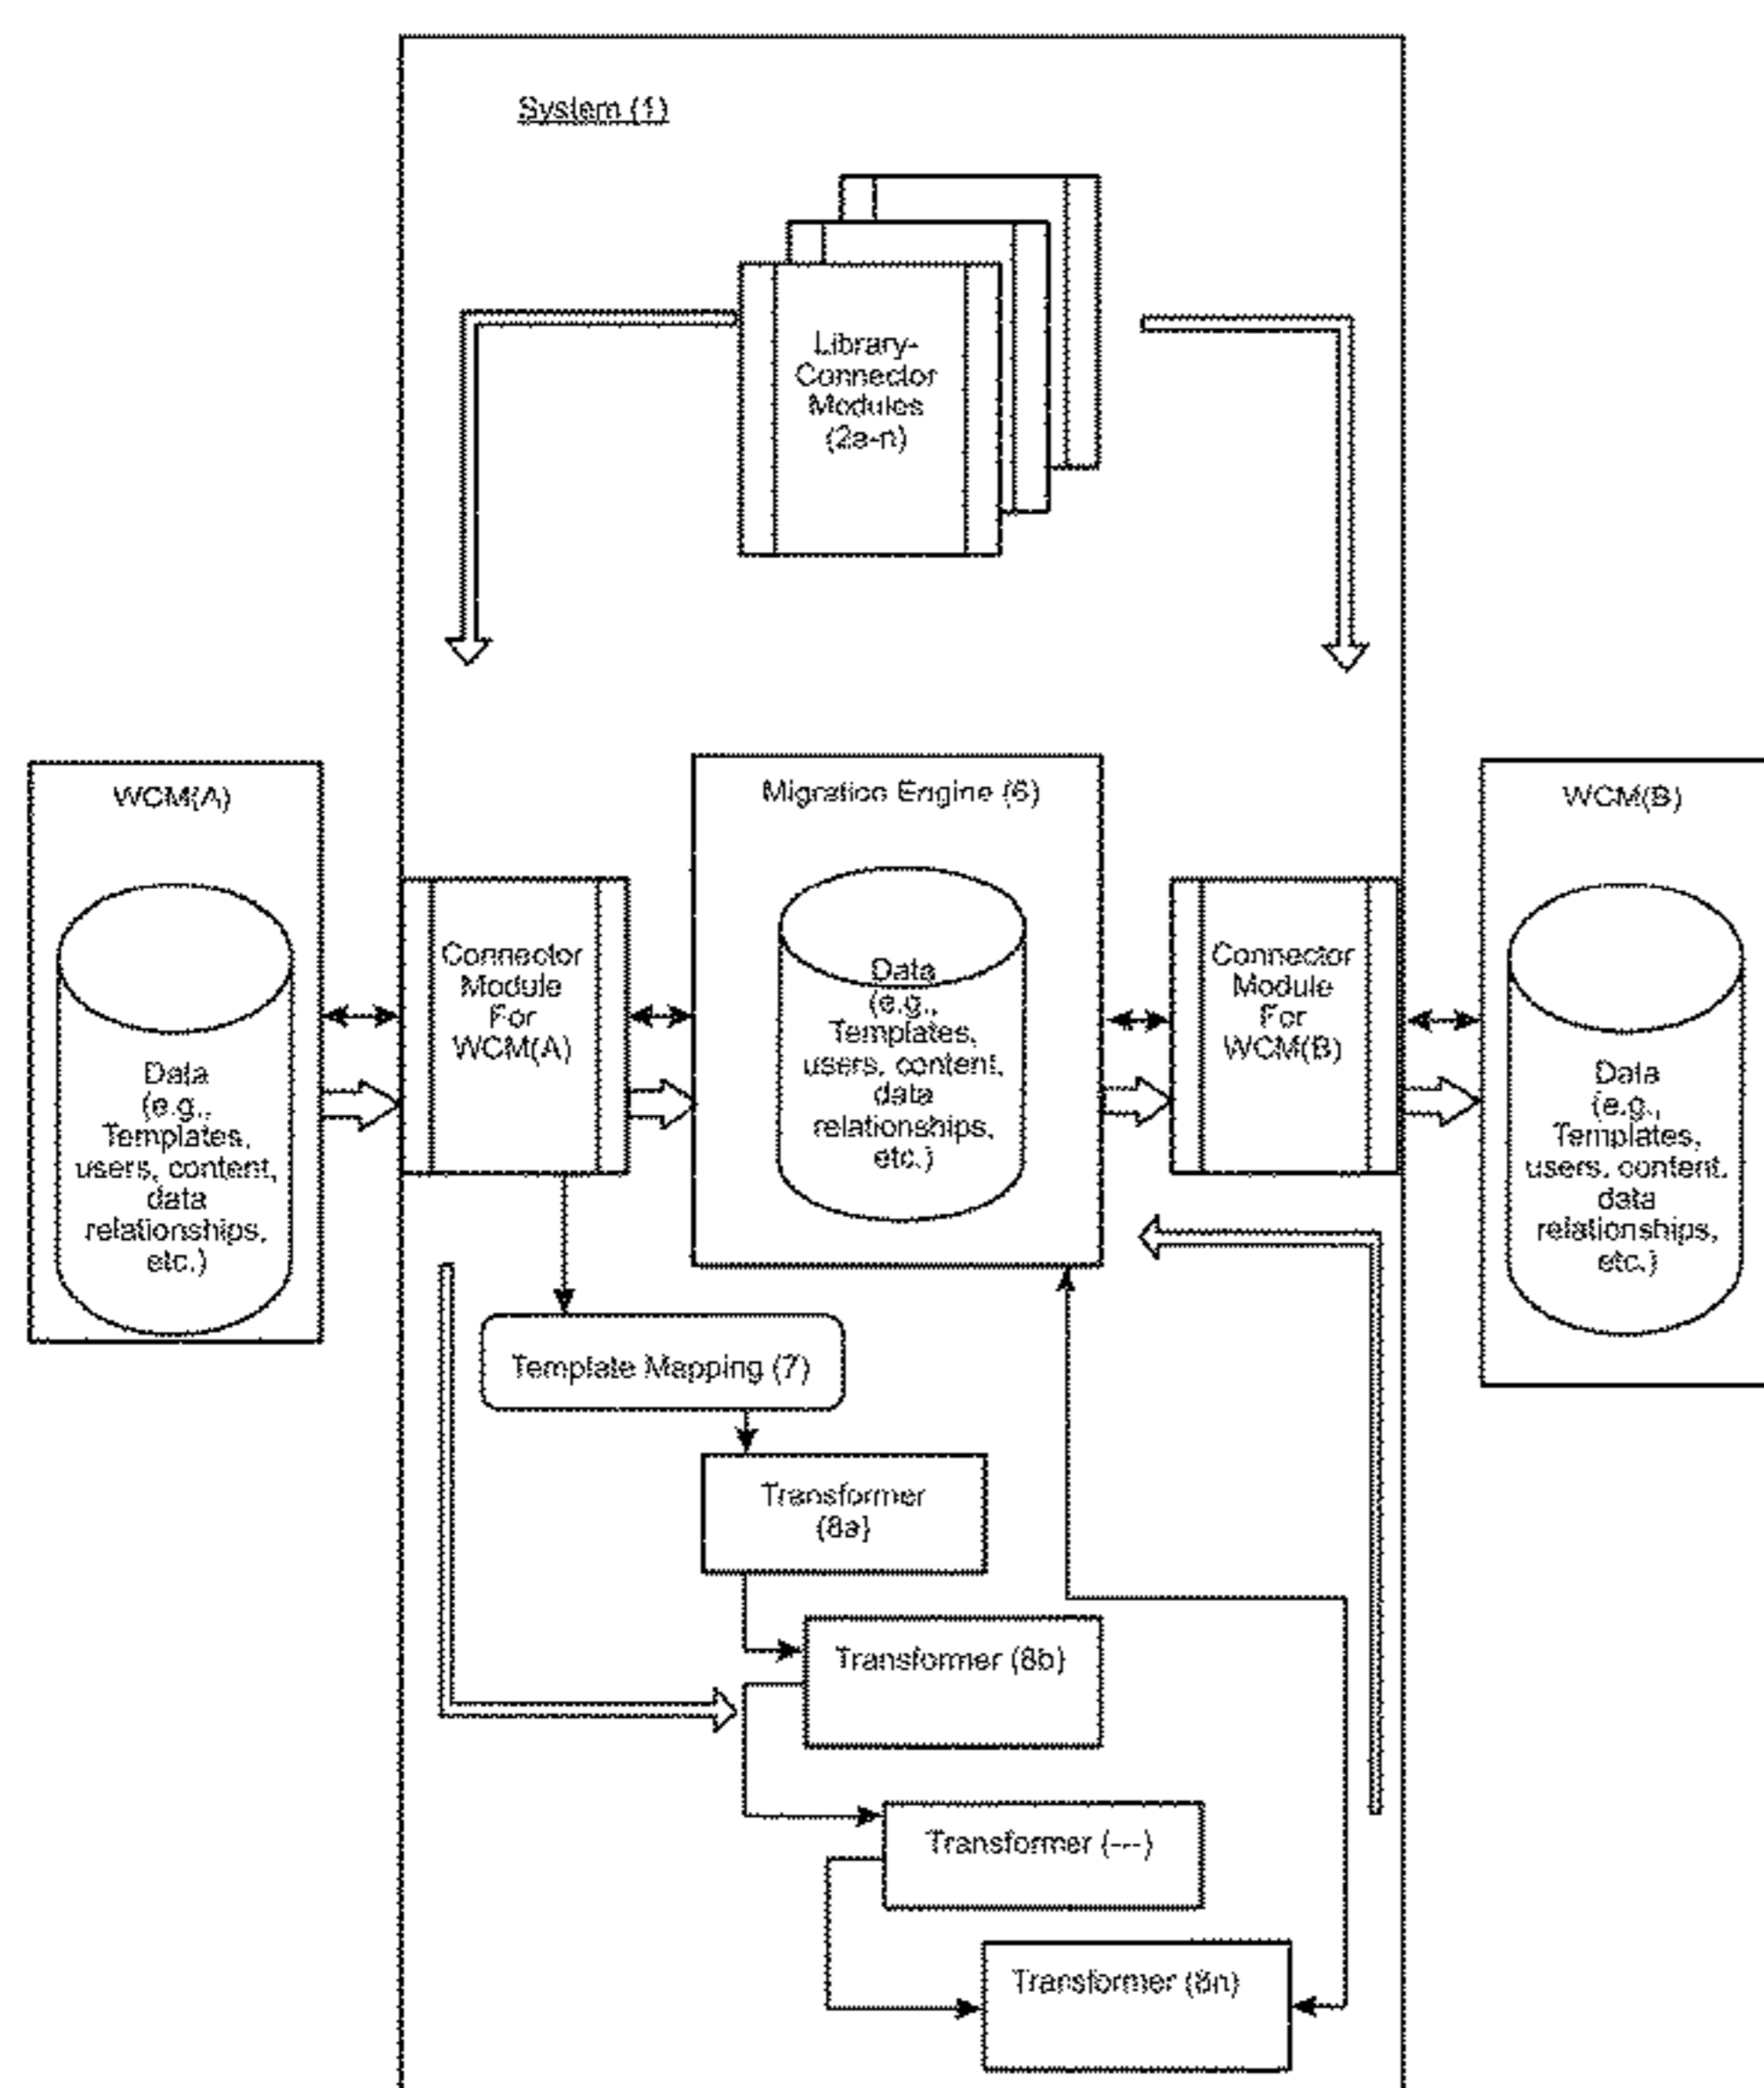 System (1)
Library-
Connector
Modules
(2a-n)
WCM(A)
Data
(e.g.,
Templates,
users, content,
data
relationships,
etc.)
Connector
Module
For
WCM(A)
Migration Engine (6)
Data
(e.g.,
Templates,
users, content,
data
relationships,
etc.)
Connector
Module
For
WCM(B)
WCM(B)
Data
(e.g.,
Templates,
users, content,
data
relationships,
etc.)
Template Mapping (7)
Transformer
(8a)
Transformer (8b)
Transformer (---)
Transformer (8n)